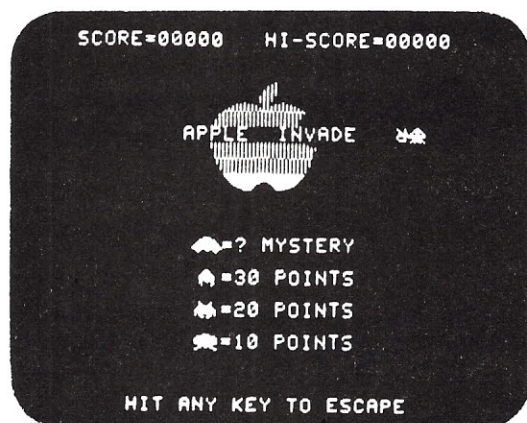 SCORE=00000 HI-SCORE=00000
APPLE INVADE
=? MYSTERY
=30 POINTS
=20 POINTS
=10 POINTS
HIT ANY KEY TO ESCAPE